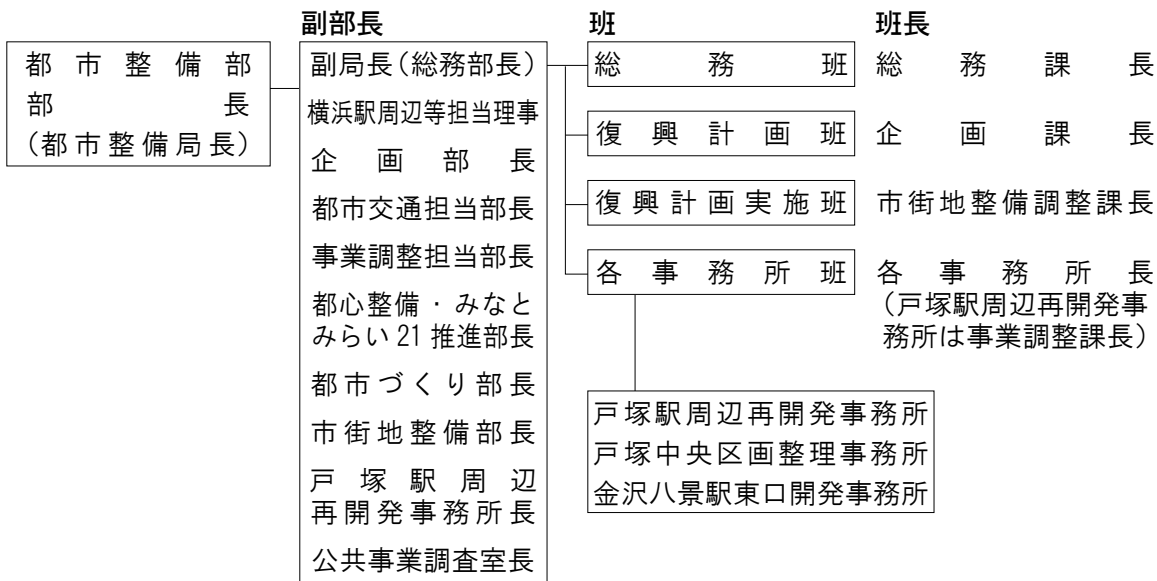 副部長
班
班長
都市整備部
部長
(都市整備局長)
副局長(総務部長)
横浜駅周辺等担当理事
企画部長
都市交通担当部長
事業調整担当部長
都心整備・みなと
みらい21推進部長
都市づくり部長
市街地整備部長
戸塚駅周辺
再開発事務所長
公共事業調査室長
総務班
総務課長
復興計画班
企画課長
復興計画実施班
市街地整備調整課長
各事務所班
各事務所長
(戸塚駅周辺再開発事
務所は事業調整課長)
戸塚駅周辺再開発事務所
戸塚中央区画整理事務所
金沢八景駅東口開発事務所